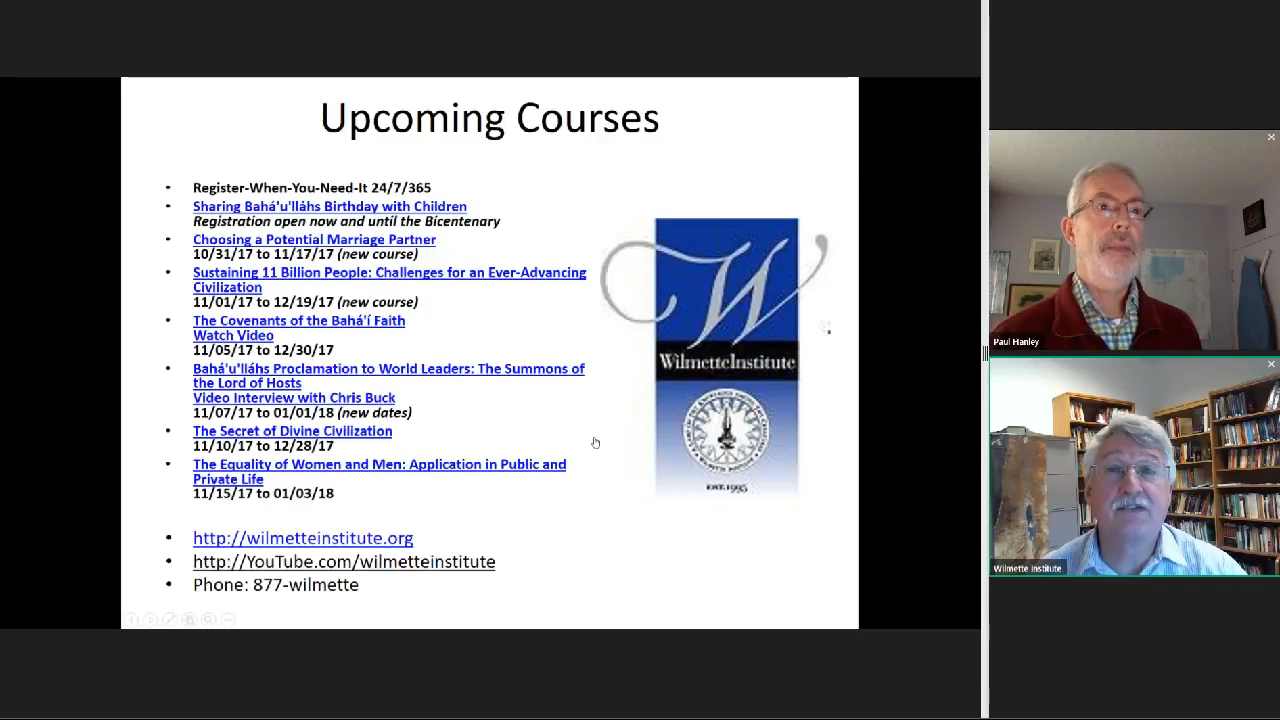 Upcoming Courses
• Register-When-You-Need-It 24/7/365
• Sharing Bahá'u'lláhs Birthday with Children
Registration open now and until the Bicentenary
• Choosing a Potential Marriage Partner
10/31/17 to 11/17/17 (new course)
• Sustaining 11 Billion People: Challenges for an Ever-Advancing
Civilization
11/01/17 to 12/19/17 (new course)
• The Covenants of the Bahá'í Faith
Watch Video
11/05/17 to 12/30/17
• Bahá'u'lláhs Proclamation to World Leaders: The Summons of
the Lord of Hosts
Video Interview with Chris Buck
11/07/17 to 01/01/18 (new dates)
• The Secret of Divine Civilization
11/10/17 to 12/28/17
• The Equality of Women and Men: Application in Public and
Private Life
11/15/17 to 01/03/18
• http://wilmetteinstitute.org
• http://YouTube.com/wilmetteinstitute
• Phone: 877-wilmette
W
WilmetteInstitute
EST. 1995
Paul Hanley
Wilmette Institute